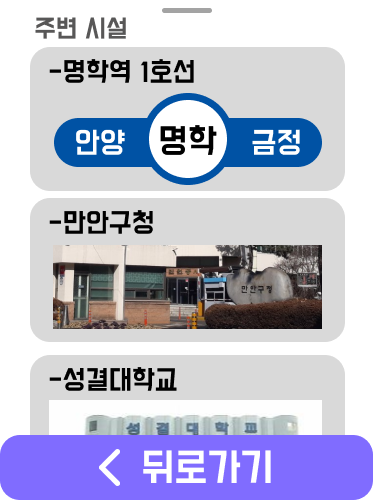 주변 시설
-명학역 1호선
안양 명학 금정
-만안구청
만안구청
-성결대학교
성결대학교
뒤로가기